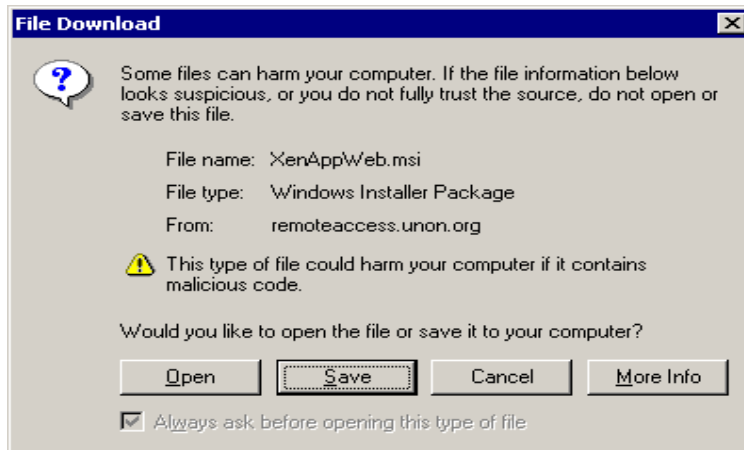 File Download
Some files can harm your computer. If the file information below
looks suspicious, or you do not fully trust the source, do not open or
save this file.
File name: XenAppWeb.msi
File type: Windows Installer Package
From: remoteaccess.unon.org
This type of file could harm your computer if it contains
malicious code.
Would you like to open the file or save it to your computer?
Open Save Cancel More Info
Always ask before opening this type of file